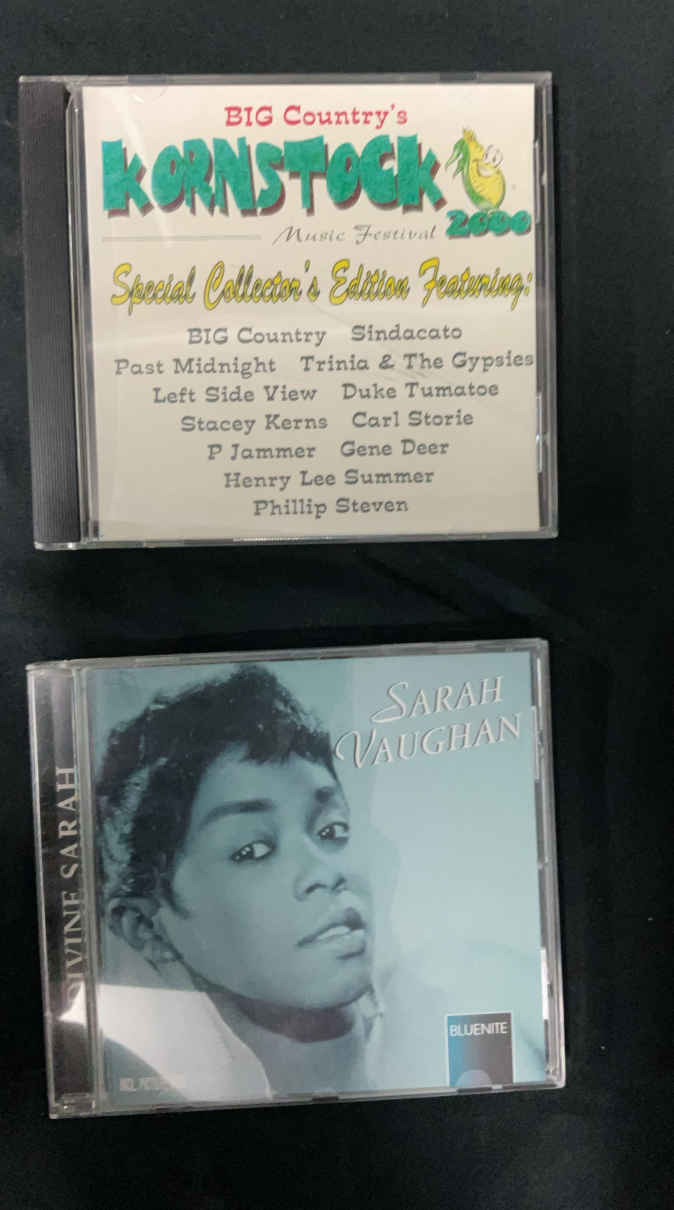 BIG Country's
KORNSTOCK
Music Festival 2000
Special Collector's Edition Featuring:
BIG Country Sindacato
Past Midnight Trinia & The Gypsies
Left Side View Duke Tumatoe
Stacey Kerns Carl Storie
P Jammer Gene Deer
Henry Lee Summer
Phillip Steven
SARAH
VAUGHAN
DIVINE SARAH
BLUENITE
INCL.